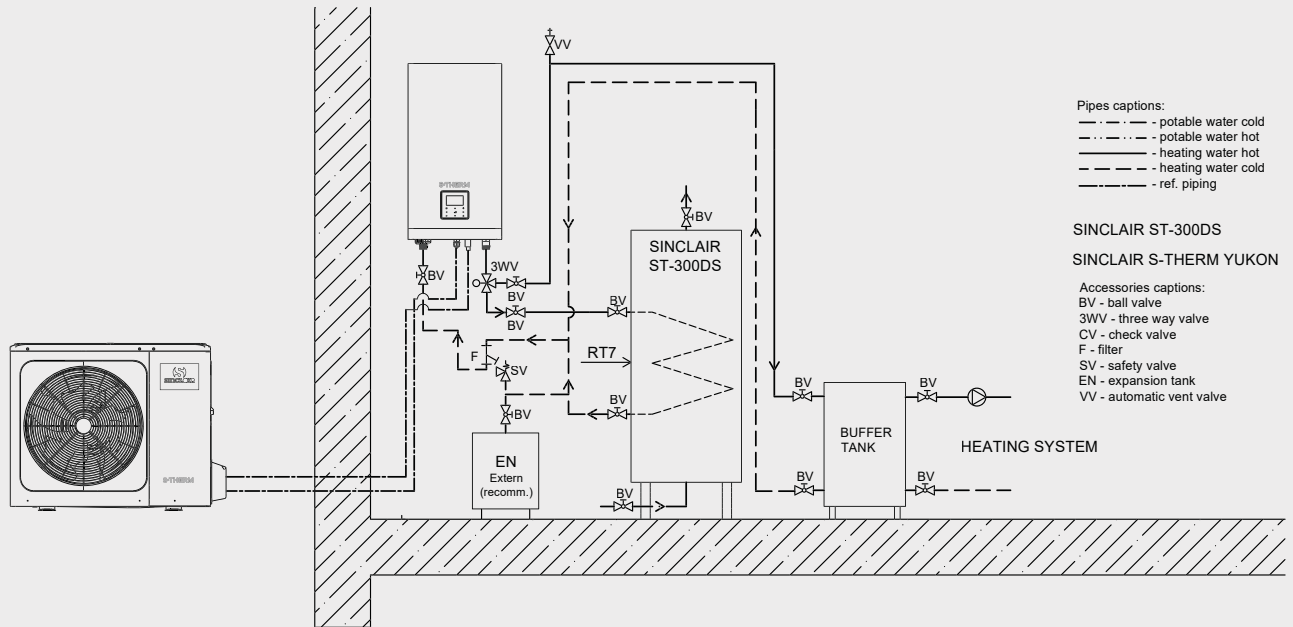 VV
S-THERM
BV
3WV
BV
BV
BV
F
SV
BV
EN
Extern
(recomm.)
RT7
BV
BV
SINCLAIR
ST-300DS
BV
BV
BV
BUFFER
TANK
BV
BV
HEATING SYSTEM
SINCLAIR
S-THERM
Pipes captions:
- potable water cold
- potable water hot
- heating water hot
- heating water cold
- ref. piping
SINCLAIR ST-300DS
SINCLAIR S-THERM YUKON
Accessories captions:
BV - ball valve
3WV - three way valve
CV - check valve
F - filter
SV - safety valve
EN - expansion tank
VV - automatic vent valve